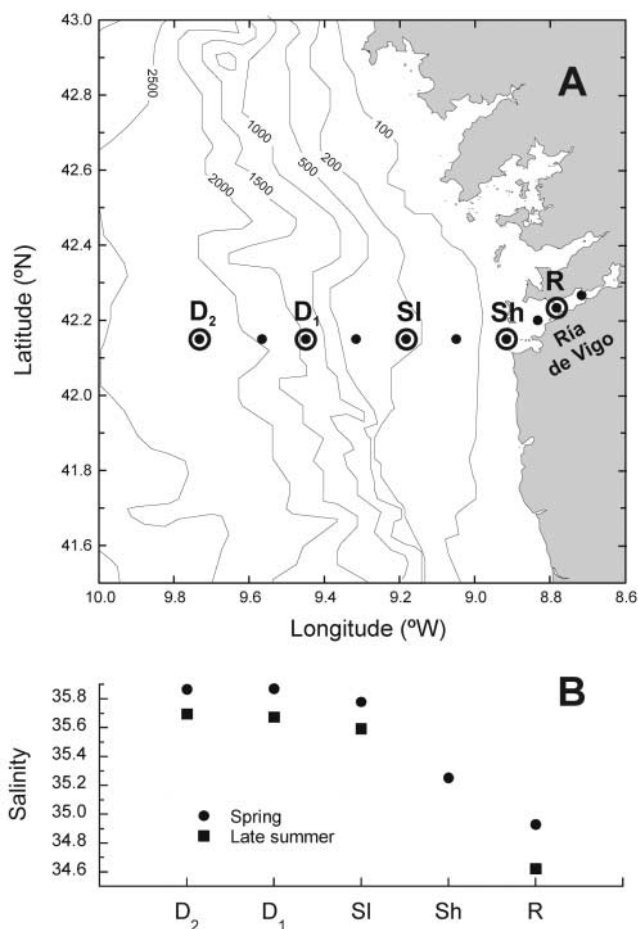 43.0
42.8
42.6
42.4
42.2
42.0
41.8
41.6
Latitude (ºN)
A
2500
1000
2000
1500
500
200
100
D2
D1
Sl
Sh
R
Ría
de Vigo
10.0 9.8 9.6 9.4 9.2 9.0 8.8 8.6
Longitude (ºW)
B
35.8
35.6
35.4
35.2
35.0
34.8
34.6
Salinity
Spring
Late summer
D2 D1 Sl Sh R